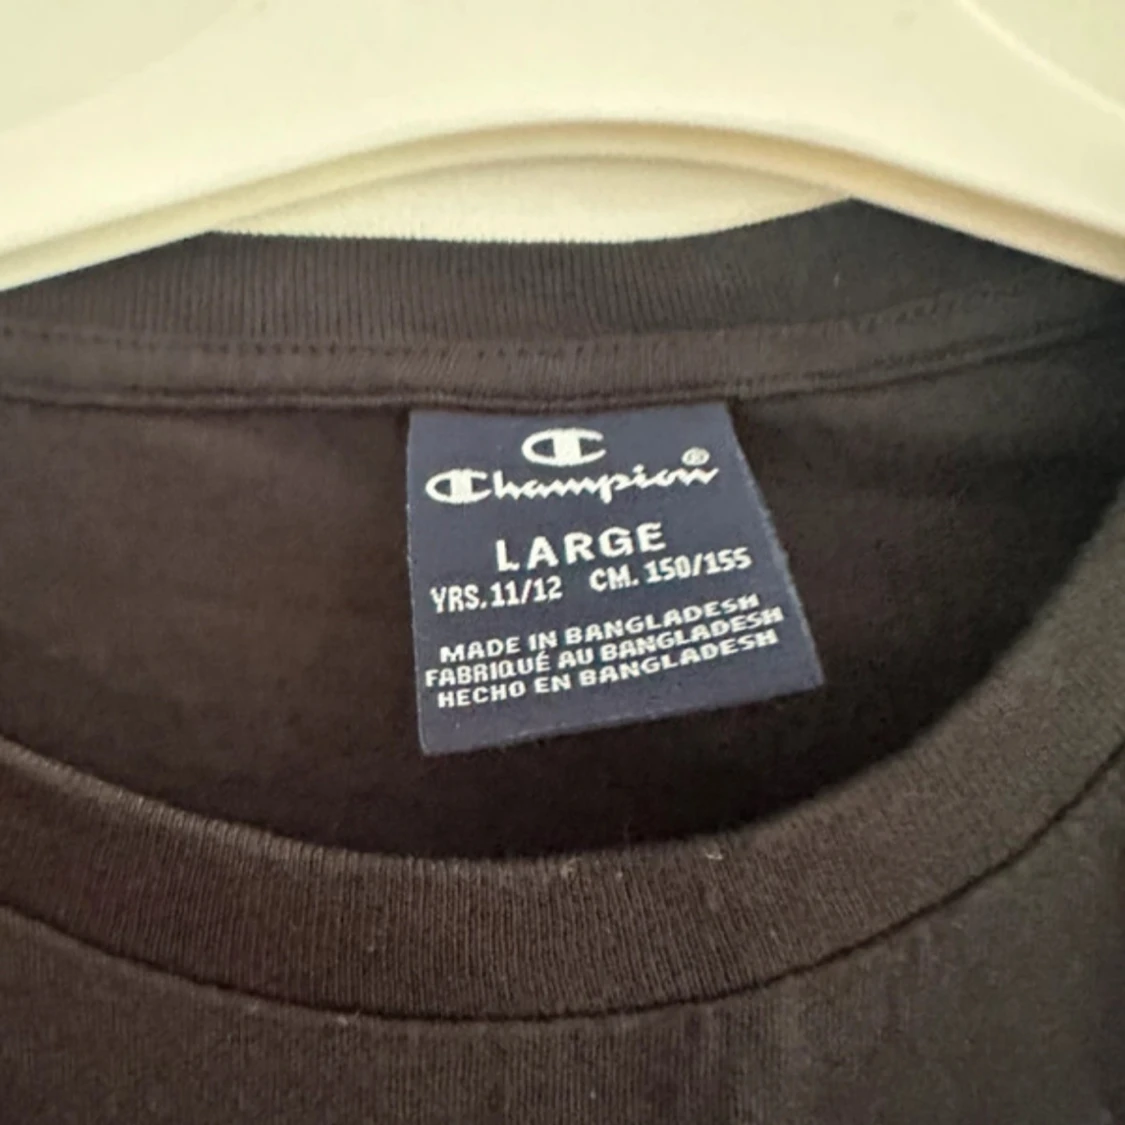 Champion®
LARGE
YRS. 11/12 CM. 150/155
MADE IN BANGLADESH
FABRIQUÉ AU BANGLADESH
HECHO EN BANGLADESH